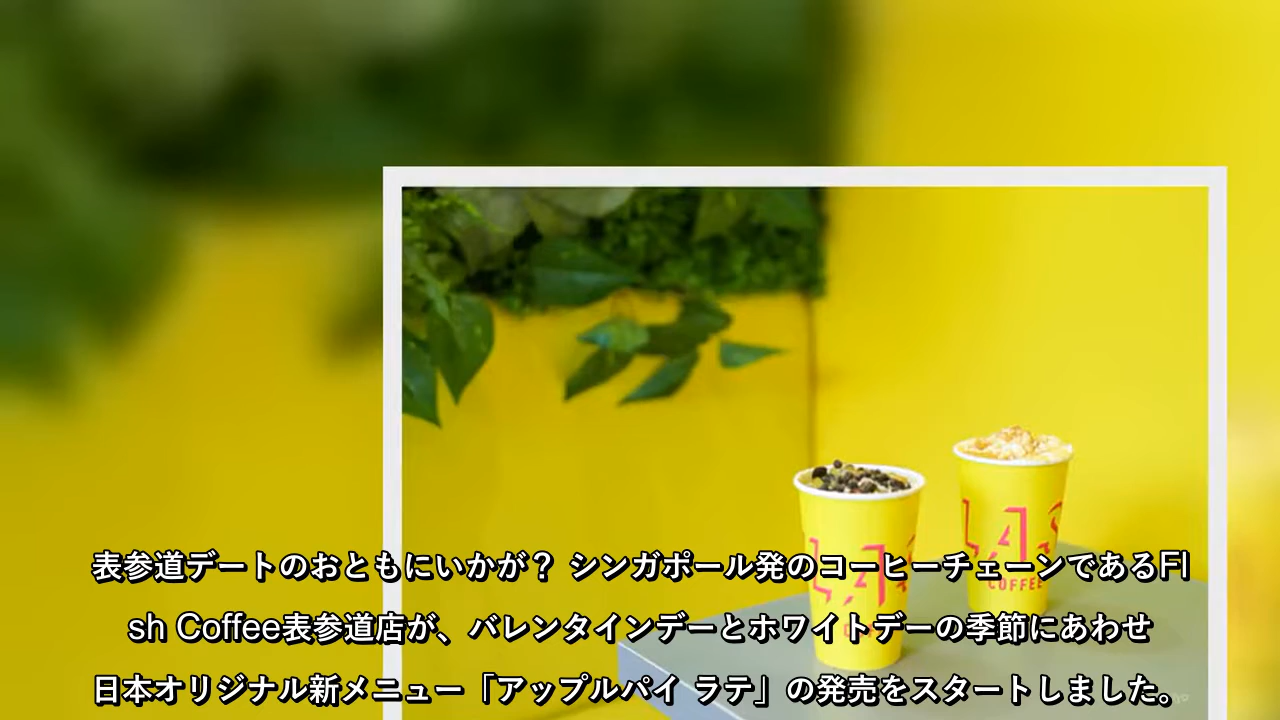 表参道デートのおともにいかが？ シンガポール発のコーヒーチェーンであるFl
sh Coffee表参道店が、バレンタインデーとホワイトデーの季節にあわせ
日本オリジナル新メニュー「アップルパイ ラテ」の発売をスタートしました。
COFFEE